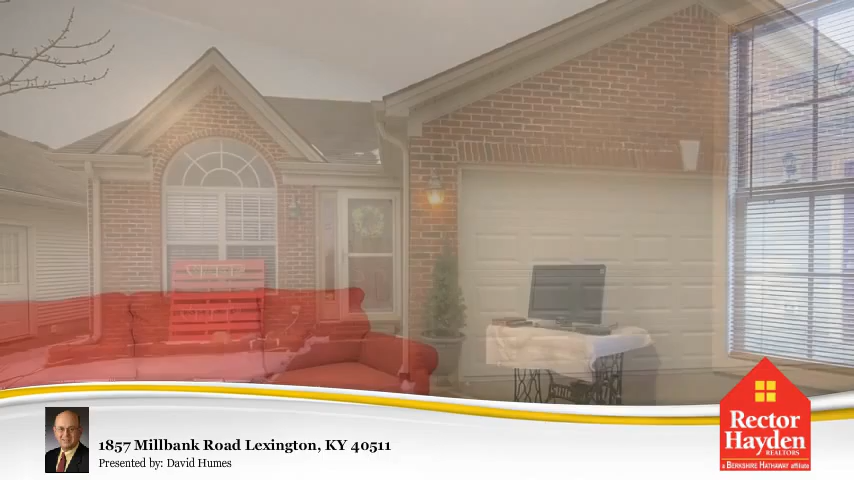 1857 Millbank Road Lexington, KY 40511
Presented by: David Humes
Rector
Hayden
REALTORS
a BERKSHIRE HATHAWAY affiliate